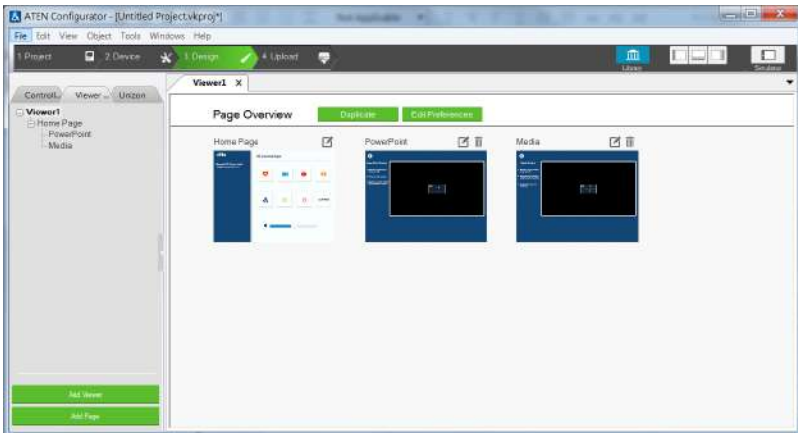 ATEN Configurator - [Untitled Project.vkproj*]
File Edit View Object Tools Windows Help
1 Project 2 Device 3 Design 4 Upload Library Simulator
Controll.. Viewer .. Unizon
Viewer1 X
Viewer1
Home Page
PowerPoint
Media
Page Overview Duplicate Edit Preferences
Home Page PowerPoint Media
Add Viewer
Add Page